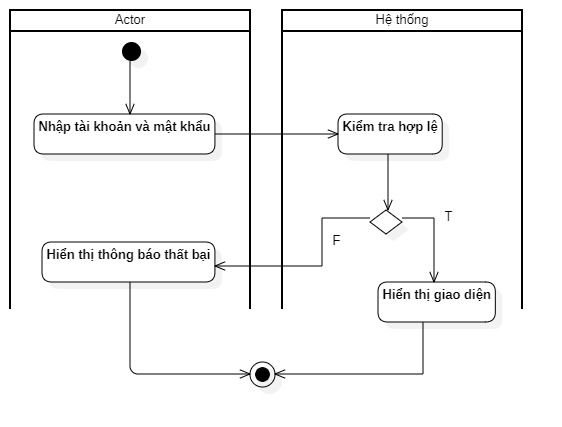 Actor
Hệ thống
Nhập tài khoản và mật khẩu
Kiểm tra hợp lệ
T
F
Hiển thị thông báo thất bại
Hiển thị giao diện